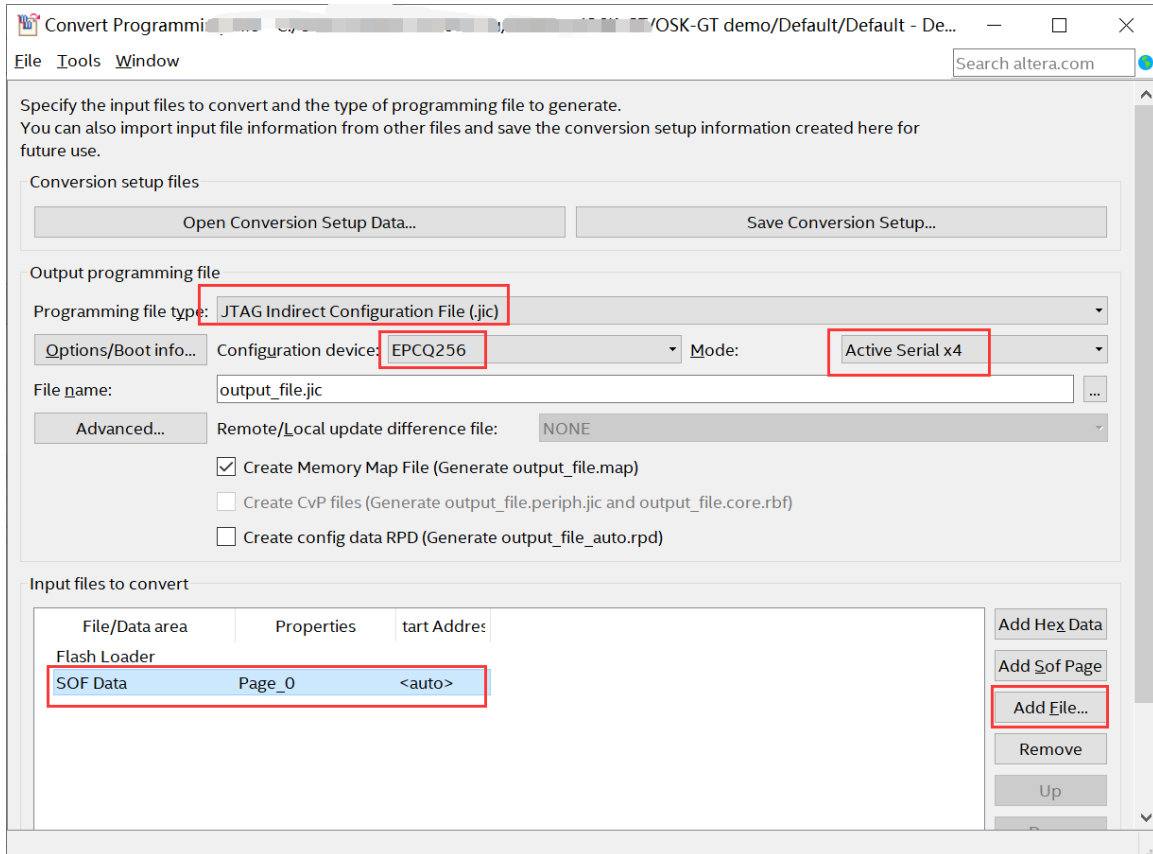 Convert Programmi
OSK-GT demo/Default/Default - De...
File Tools Window
Search altera.com
Specify the input files to convert and the type of programming file to generate.
You can also import input file information from other files and save the conversion setup information created here for
future use.
Conversion setup files
Open Conversion Setup Data... Save Conversion Setup...
Output programming file
Programming file type: JTAG Indirect Configuration File (.jic)
Options/Boot info... Configuration device: EPCQ256 Mode: Active Serial x4
File name: output_file.jic ...
Advanced... Remote/Local update difference file: NONE
Create Memory Map File (Generate output_file.map)
Create CvP files (Generate output_file.periph.jic and output_file.core.rbf)
Create config data RPD (Generate output_file_auto.rpd)
Input files to convert
File/Data area Properties tart Addres
Add Hex Data
Flash Loader
Add Sof Page
SOF Data Page_0 <auto>
Add File...
Remove
Up